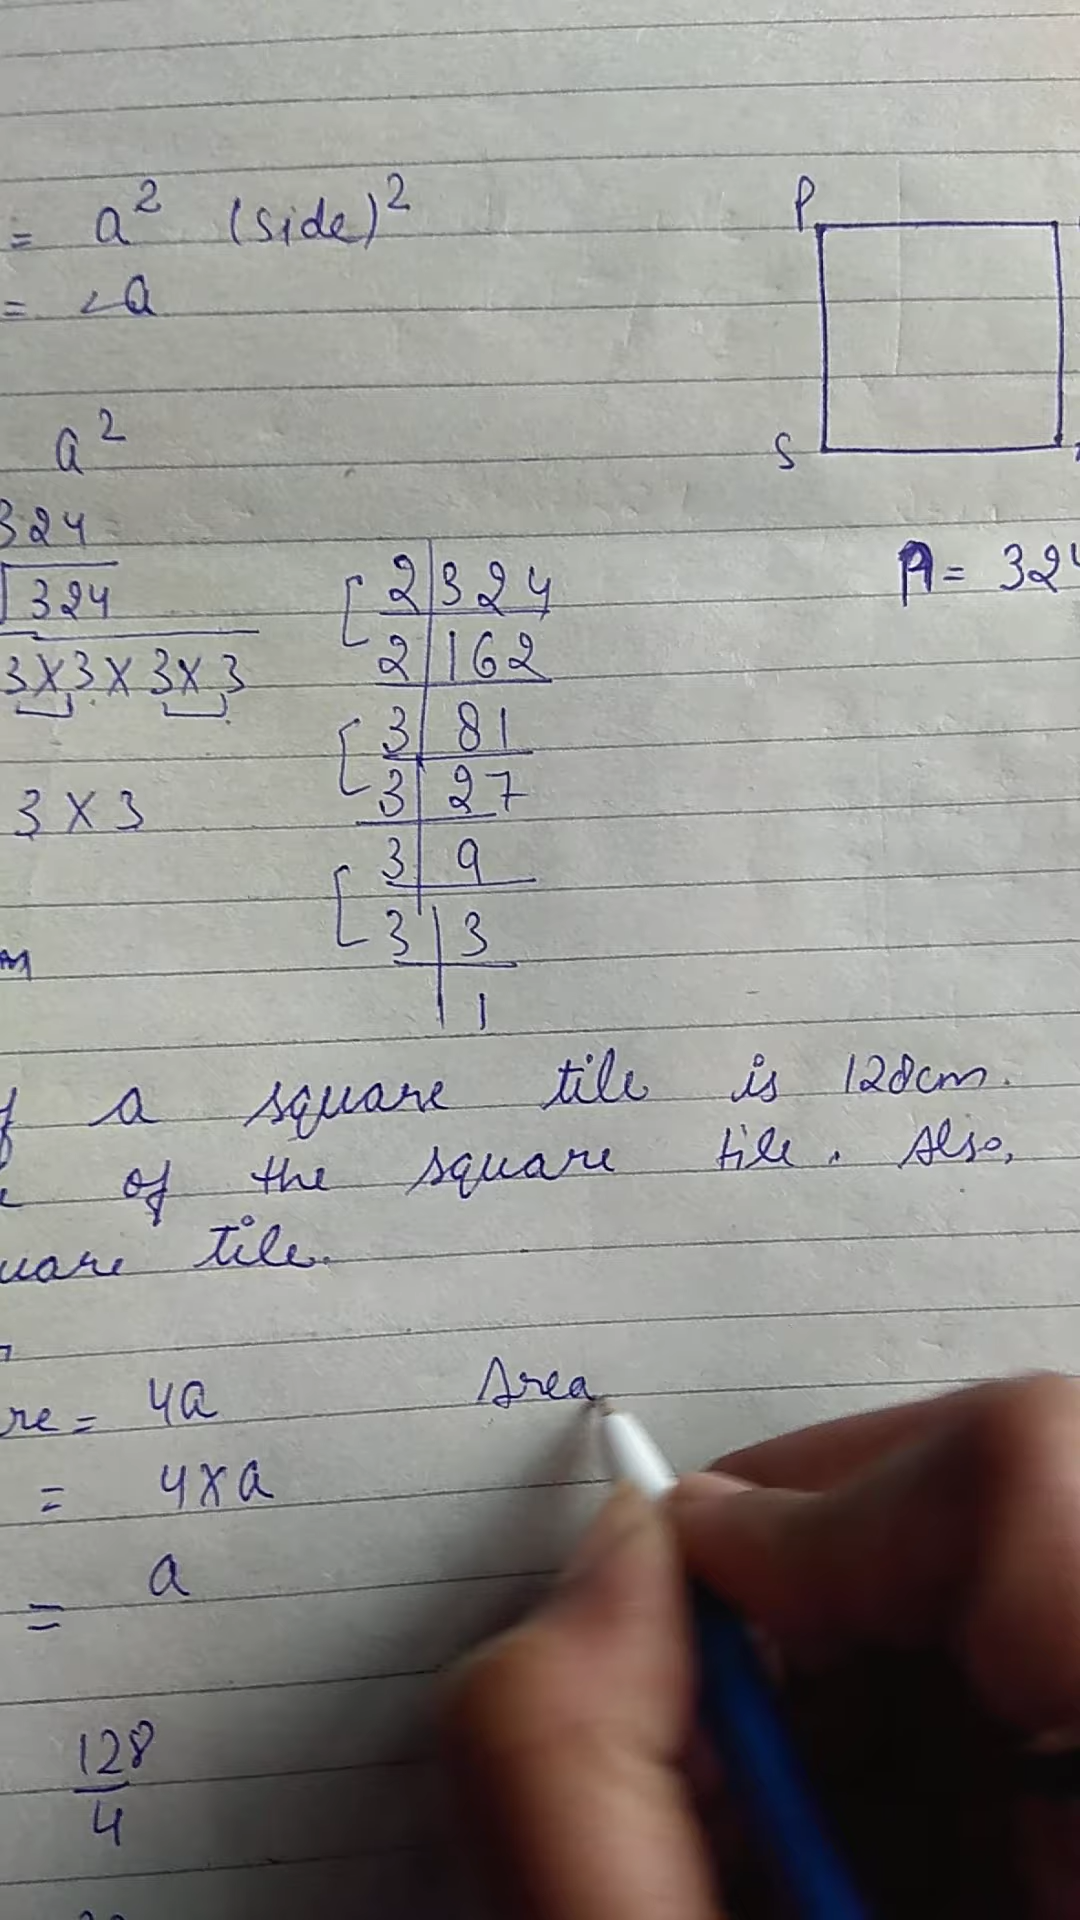 = a² (side)²
= <a
P
a²
S
324
√324
A = 324
3×3×3×3
3×3
2|324
2|162
3|81
3|27
3|9
3|3
1
a square tile is 128cm.
of the square tile. Also,
tile.
= 4a
Area
= 4×a
= a
128
4